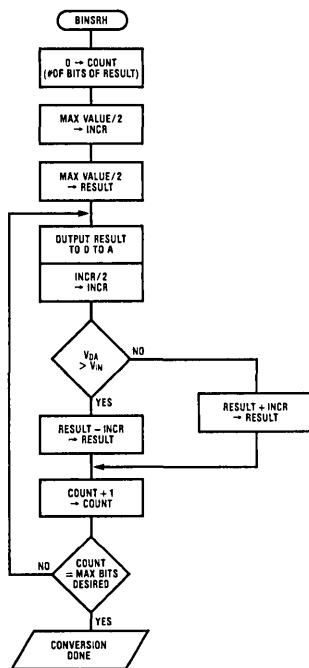 BINSRH
0 → COUNT
(#OF BITS OF RESULT)
MAX VALUE/2
→ INCR
MAX VALUE/2
→ RESULT
OUTPUT RESULT
TO D TO A
INCR/2
→ INCR
VDA
> VIN
NO
YES
RESULT – INCR
→ RESULT
RESULT + INCR
→ RESULT
COUNT + 1
→ COUNT
COUNT
= MAX BITS
DESIRED
NO
YES
CONVERSION
DONE